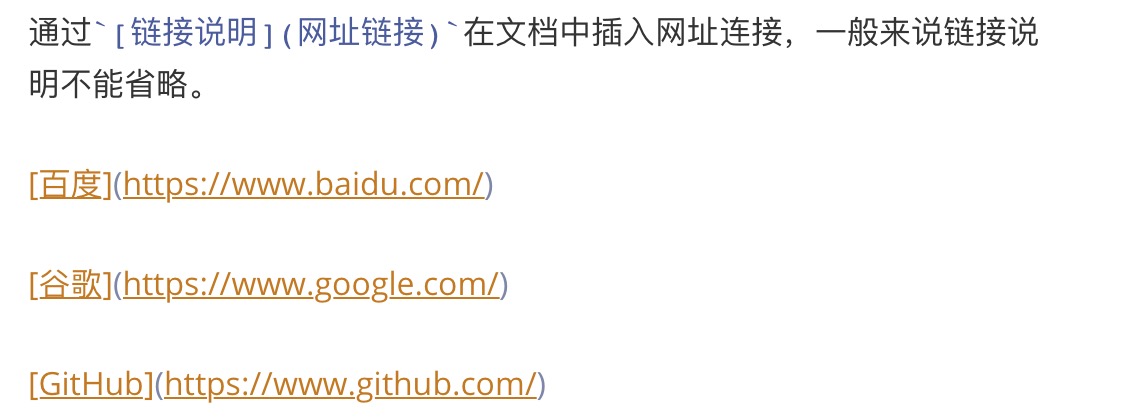 通过`[链接说明](网址链接)`在文档中插入网址连接，一般来说链接说
明不能省略。
[百度](https://www.baidu.com/)
[谷歌](https://www.google.com/)
[GitHub](https://www.github.com/)